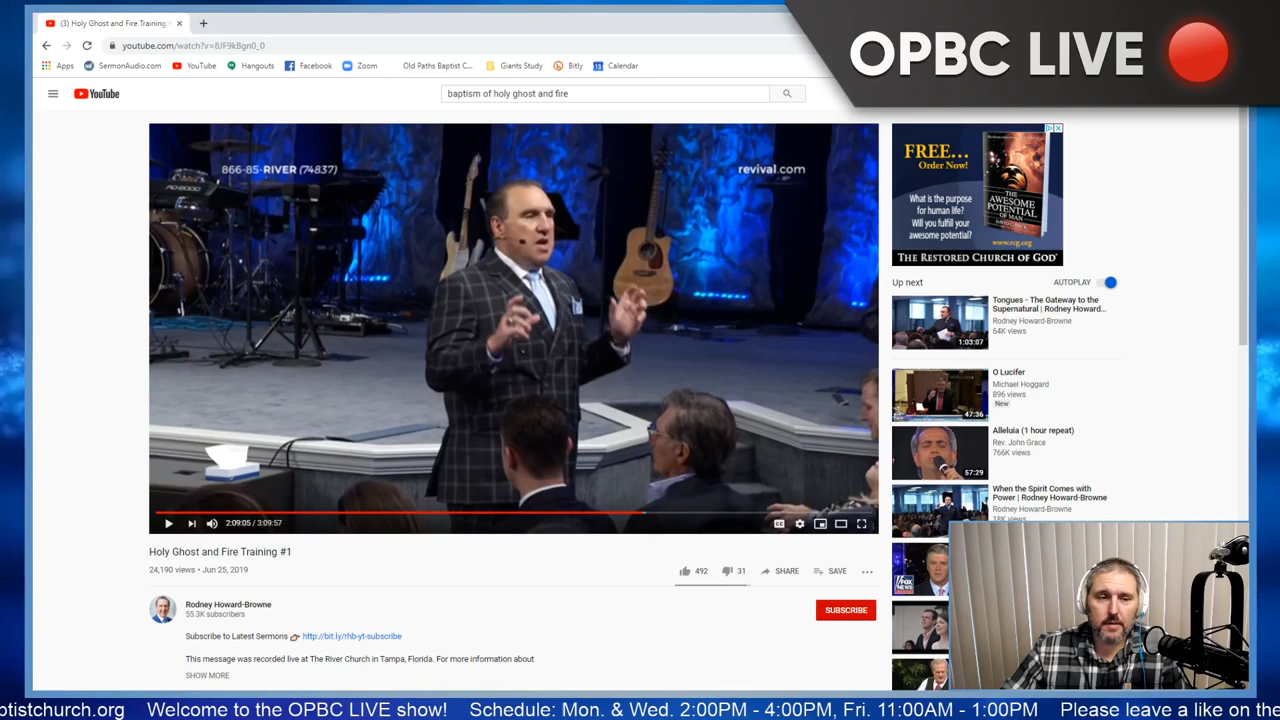 (3) Holy Ghost and Fire Training
OPBC LIVE
youtube.com/watch?v=8JF9kBgn0_0
Apps SermonAudio.com YouTube Hangouts Facebook Zoom Old Paths Baptist C... Giants Study Bitly Calendar
YouTube
baptism of holy ghost and fire
866-85-RIVER (74837)
revival.com
FREE...
Order Now!
What is the purpose
for human life?
Will you fulfill your
awesome potential?
THE
AWESOME
POTENTIAL
OF MAN
www.rcg.org
THE RESTORED CHURCH OF GOD
Up next
AUTOPLAY
Tongues - The Gateway to the
Supernatural | Rodney Howard...
Rodney Howard-Browne
64K views
1:03:07
O Lucifer
Michael Hoggard
896 views
New
47:36
Alleluia (1 hour repeat)
Rev. John Grace
766K views
57:29
When the Spirit Comes with
Power | Rodney Howard-Browne
Rodney Howard-Browne
18K views
2:09:05 / 3:09:57
CC
Holy Ghost and Fire Training #1
24,190 views • Jun 25, 2019
492 31 SHARE SAVE
Rodney Howard-Browne
55.3K subscribers
SUBSCRIBE
Subscribe to Latest Sermons http://bit.ly/rhb-yt-subscribe
This message was recorded live at The River Church in Tampa, Florida. For more information about
SHOW MORE
FOX
NEWS
ptistchurch.org Welcome to the OPBC LIVE show! Schedule: Mon. & Wed. 2:00PM - 4:00PM, Fri. 11:00AM - 1:00PM Please leave a like on the